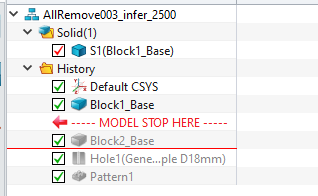 AllRemove003_infer_2500
Solid(1)
S1(Block1_Base)
History
Default CSYS
Block1_Base
----- MODEL STOP HERE -----
Block2_Base
Hole1(Gene...ple D18mm)
Pattern1